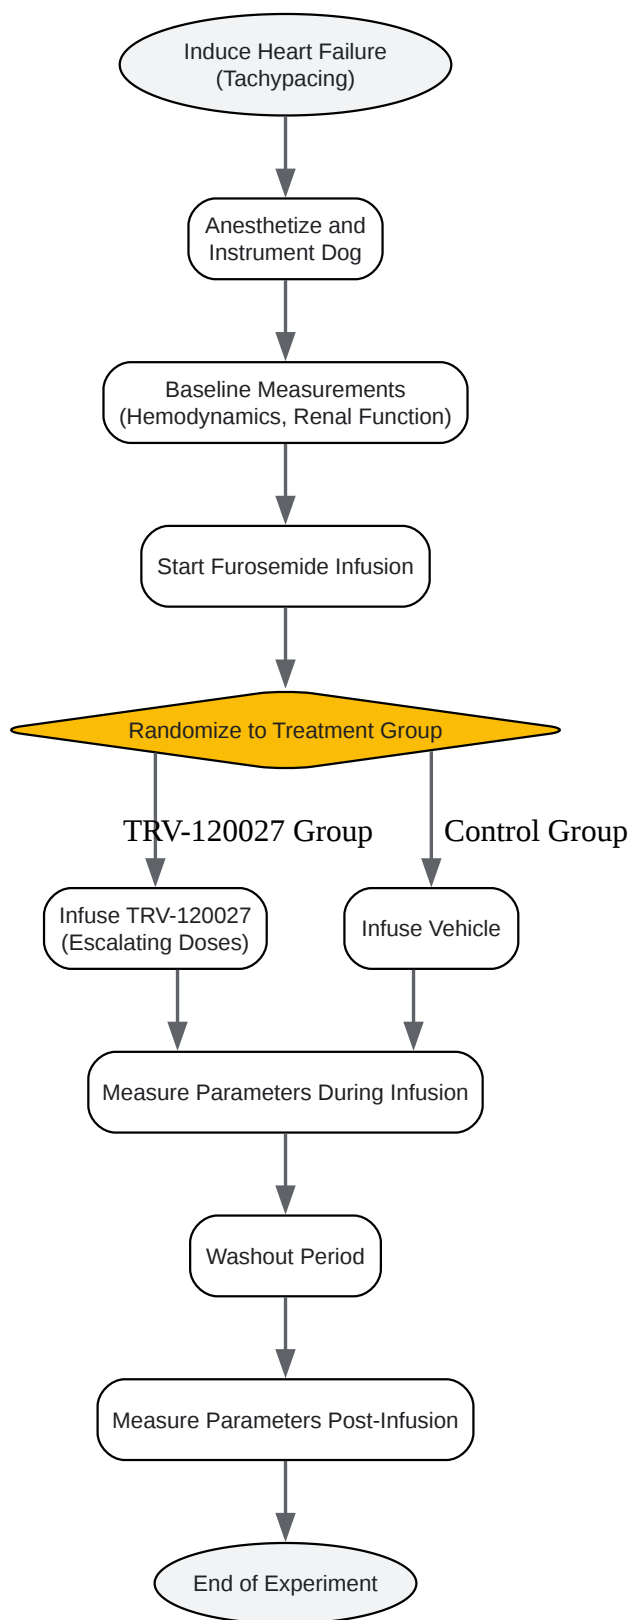 Induce Heart Failure
(Tachypacing)
Anesthetize and
Instrument Dog
Baseline Measurements
(Hemodynamics, Renal Function)
Start Furosemide Infusion
Randomize to Treatment Group
TRV-120027 Group
Control Group
Infuse TRV-120027
(Escalating Doses)
Infuse Vehicle
Measure Parameters During Infusion
Washout Period
Measure Parameters Post-Infusion
End of Experiment